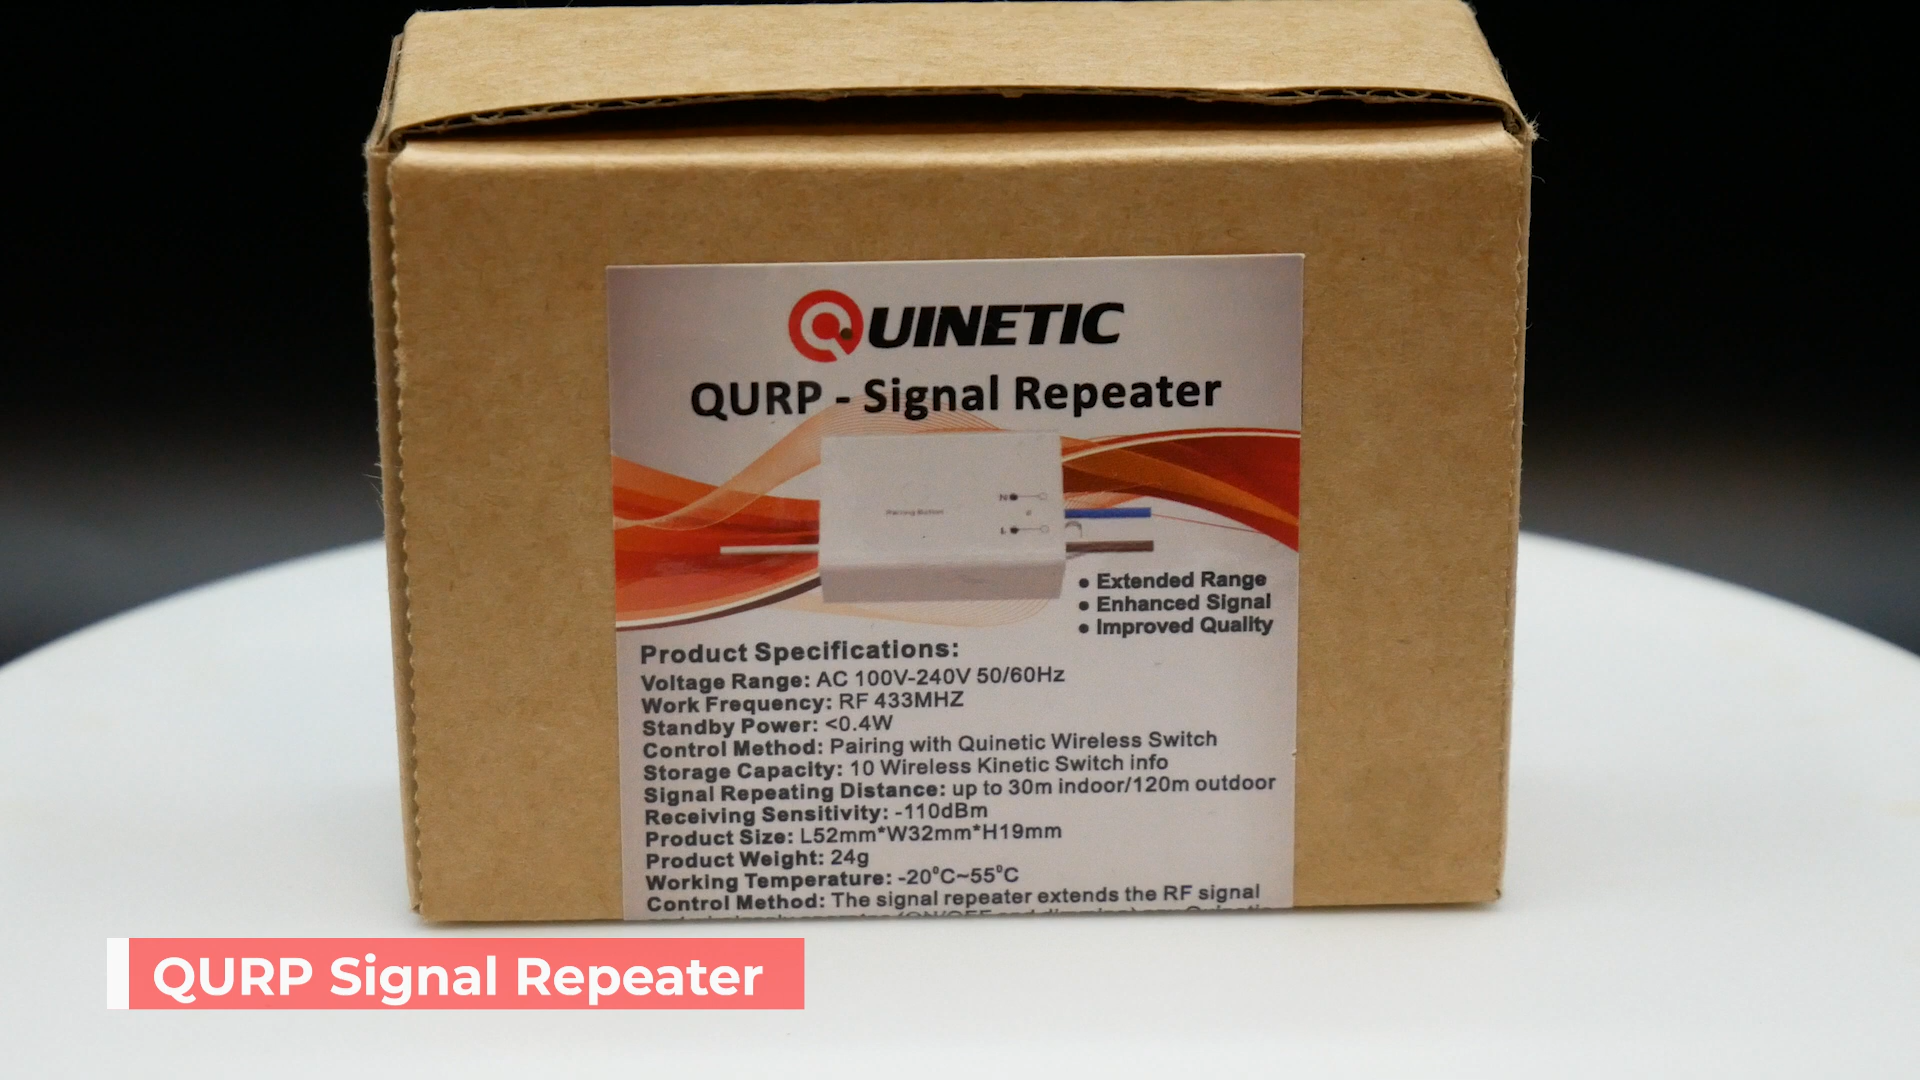 QUINETIC
QURP - Signal Repeater
Pairing Button
N
L
• Extended Range
• Enhanced Signal
• Improved Quality
Product Specifications:
Voltage Range: AC 100V-240V 50/60Hz
Work Frequency: RF 433MHZ
Standby Power: <0.4W
Control Method: Pairing with Quinetic Wireless Switch
Storage Capacity: 10 Wireless Kinetic Switch info
Signal Repeating Distance: up to 30m indoor/120m outdoor
Receiving Sensitivity: -110dBm
Product Size: L52mm*W32mm*H19mm
Product Weight: 24g
Working Temperature: -20°C~55°C
Control Method: The signal repeater extends the RF signal
QURP Signal Repeater